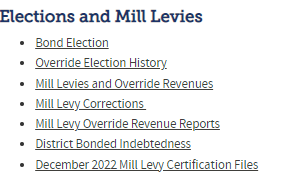 Elections and Mill Levies
• Bond Election
• Override Election History
• Mill Levies and Override Revenues
• Mill Levy Corrections
• Mill Levy Override Revenue Reports
• District Bonded Indebtedness
• December 2022 Mill Levy Certification Files